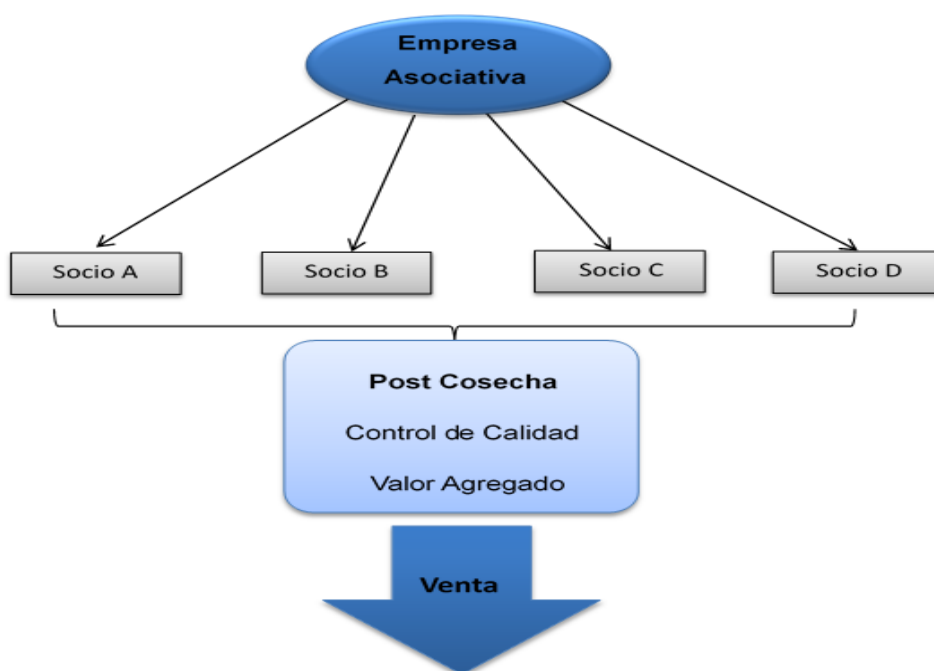 Empresa
Asociativa
Socio A
Socio B
Socio C
Socio D
Post Cosecha
Control de Calidad
Valor Agregado
Venta